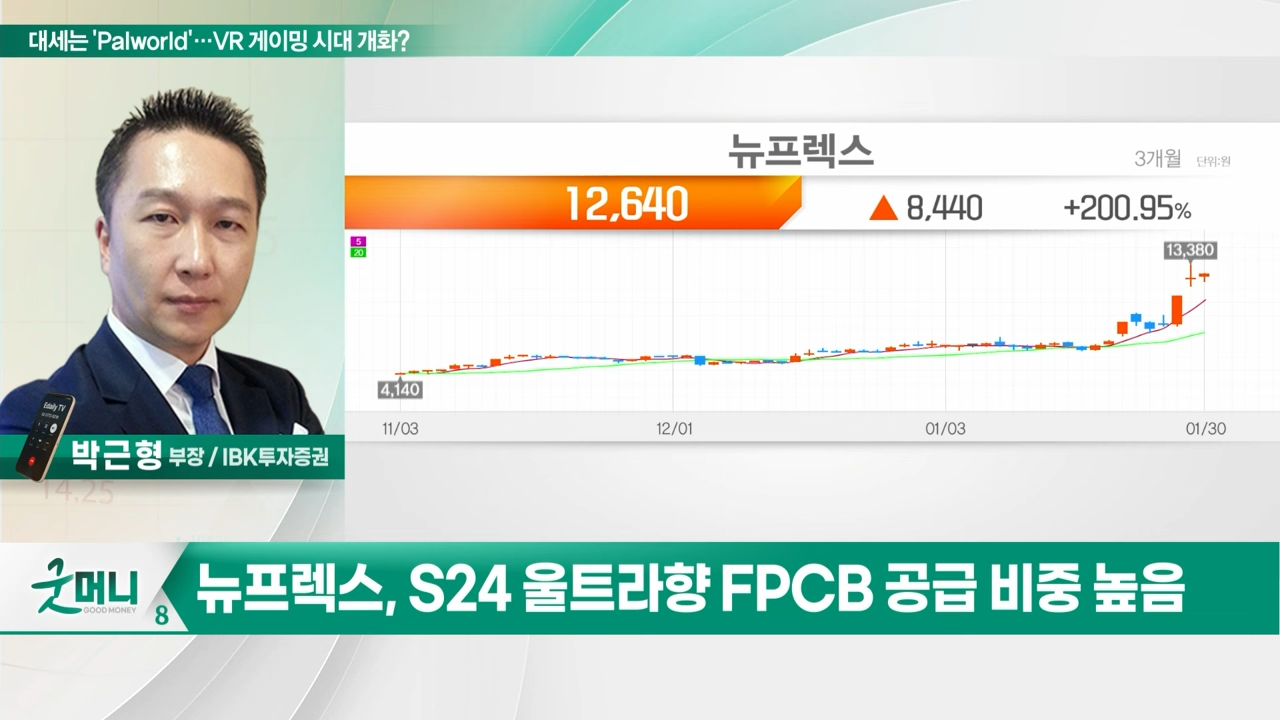 대세는 'Palworld'…VR 게이밍 시대 개화?
뉴프렉스
3개월 단위:원
12,640 ▲ 8,440 +200.95%
5
20
13,380
4,140
11/03 12/01 01/03 01/30
Edaily TV
박근형 부장 / IBK투자증권
14.25
굿머니
GOOD MONEY
8
뉴프렉스, S24 울트라향 FPCB 공급 비중 높음